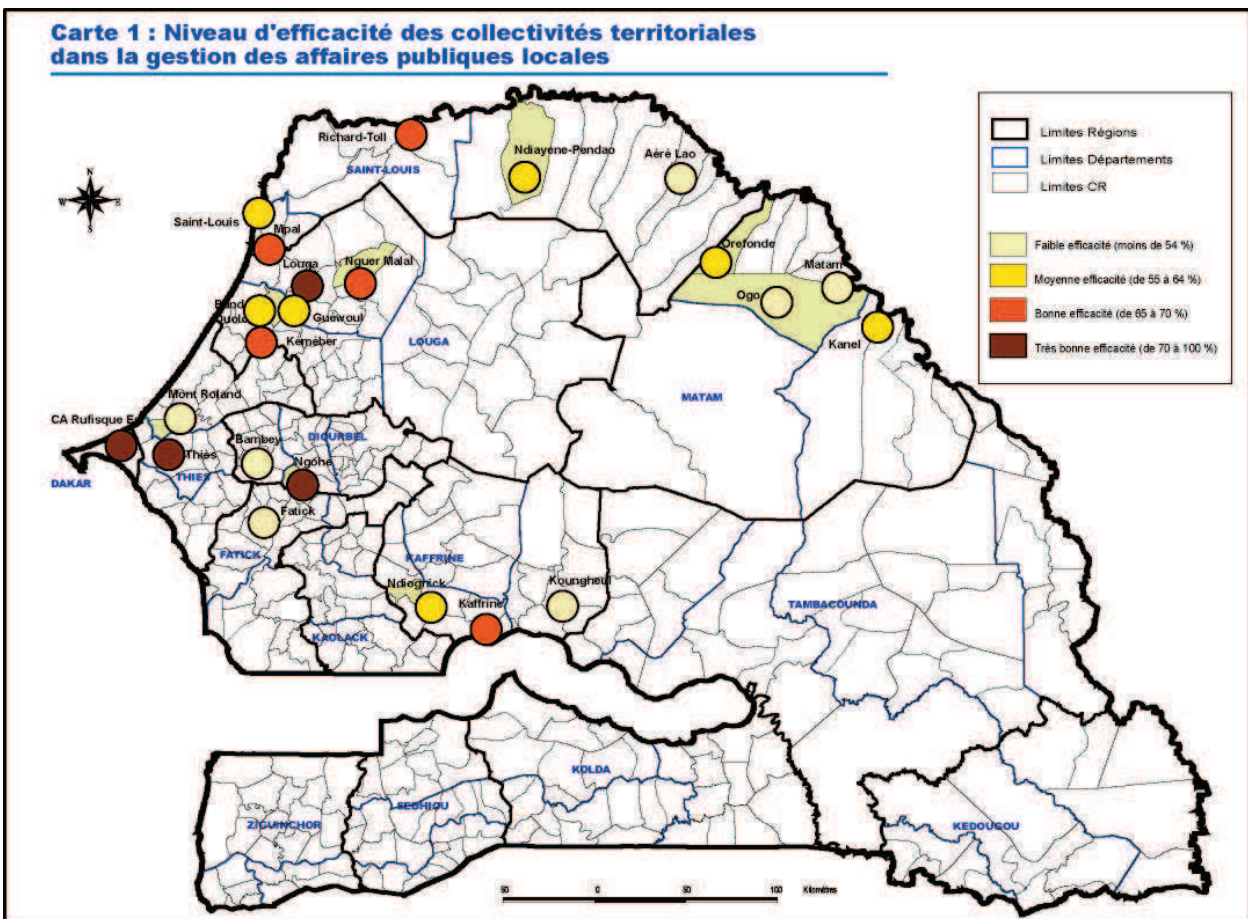 Carte 1 : Niveau d'efficacité des collectivités territoriales
dans la gestion des affaires publiques locales
Limites Régions
Limites Départements
Limites CR
Faible efficacité (moins de 54 %)
Moyenne efficacité (de 55 à 64 %)
Bonne efficacité (de 65 à 70 %)
Très bonne efficacité (de 70 à 100 %)
N
W
E
S
Richard-Toll
SAINT-LOUIS
Ndiayene-Pendao
Aéré Lao
Saint-Louis
Mpal
Louga
Nguer Malal
Orefonde
Matam
Ogo
Guéwoul
Kanel
Kéméber
LOUGA
MATAM
Mont Roland
CA Rufisque
Bambey
DIOURBEL
Thiès
Ngohe
DAKAR
THIES
Fatick
FATICK
KAFFRINE
Ndiognick
Kaffrine
Koungheul
TAMBACOUNDA
KAOLACK
KOLDA
SEDHIOU
ZIGUINCHOR
KEDOUGOU
50 0 50 100 Kilomètres